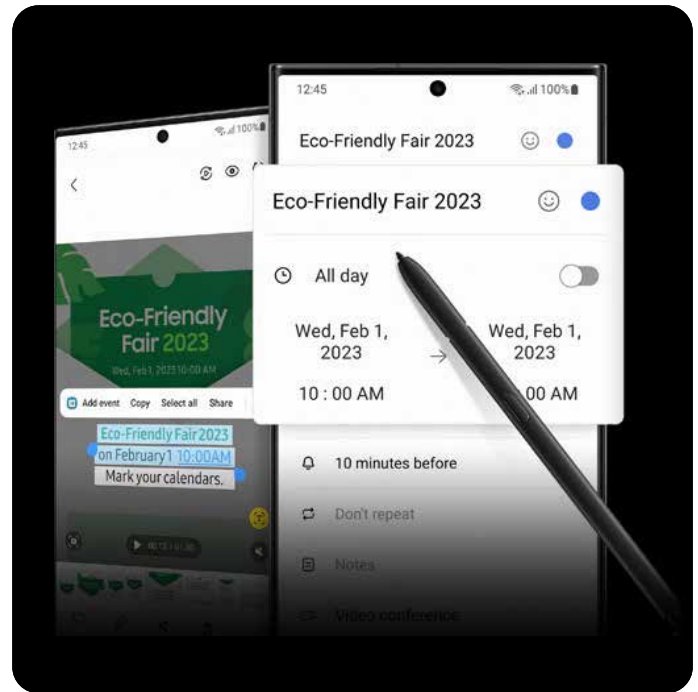 12:45
100%
Eco-Friendly
Fair 2023
Wed, Feb 1, 2023 10:00 AM
Add event Copy Select all Share
Eco-Friendly Fair 2023
on February 1 10:00AM
Mark your calendars.
12:45
100%
Eco-Friendly Fair 2023
Eco-Friendly Fair 2023
All day
Wed, Feb 1,
2023
→
Wed, Feb 1,
2023
10 : 00 AM
00 AM
10 minutes before
Don't repeat
Notes
Video conference